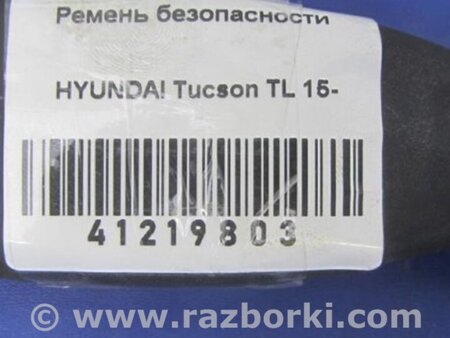 Ремень безопасности
HYUNDAI Tucson TL 15-
41219803
© www.razborki.com